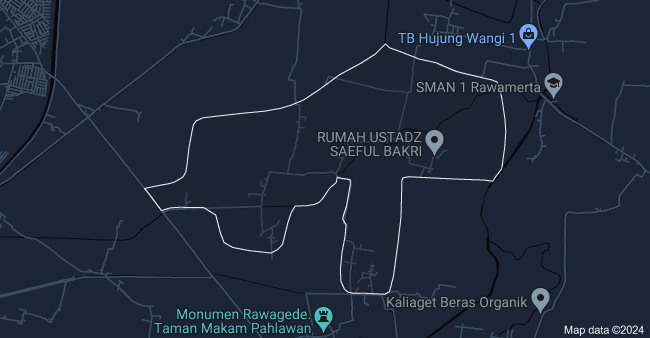 TB Hujung Wangi 1
SMAN 1 Rawamerta
RUMAH USTADZ
SAEFUL BAKRI
Kaliaget Beras Organik
Monumen Rawagede.
Taman Makam Pahlawan
Map data ©2024